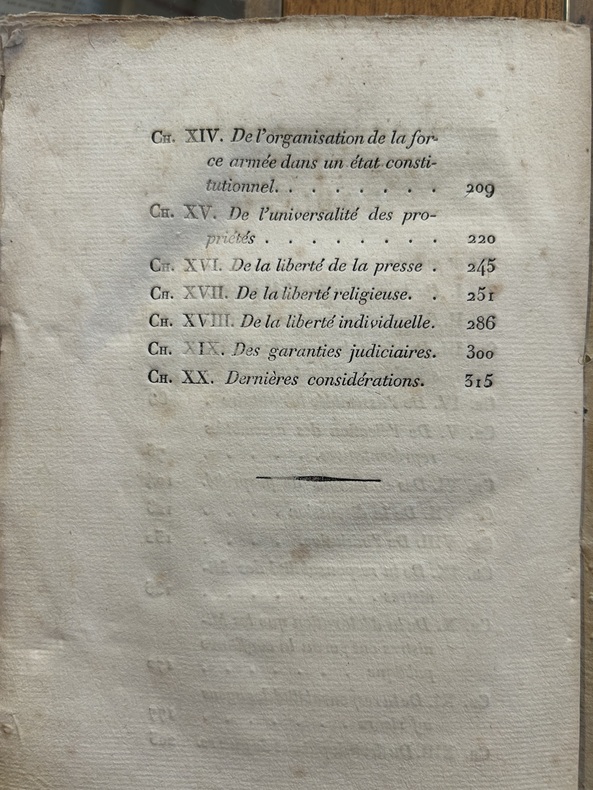 CH. XIV. De l'organisation de la for-
ce armée dans un état consti-
tutionnel. . . . . . . . 209
CH. XV. De l'universalité des pro-
priétés . . . . . . . . 220
CH. XVI. De la liberté de la presse . 245
CH. XVII. De la liberté religieuse. . 251
CH. XVIII. De la liberté individuelle. 286
CH. XIX. Des garanties judiciaires. 300
CH. XX. Dernières considérations. 315